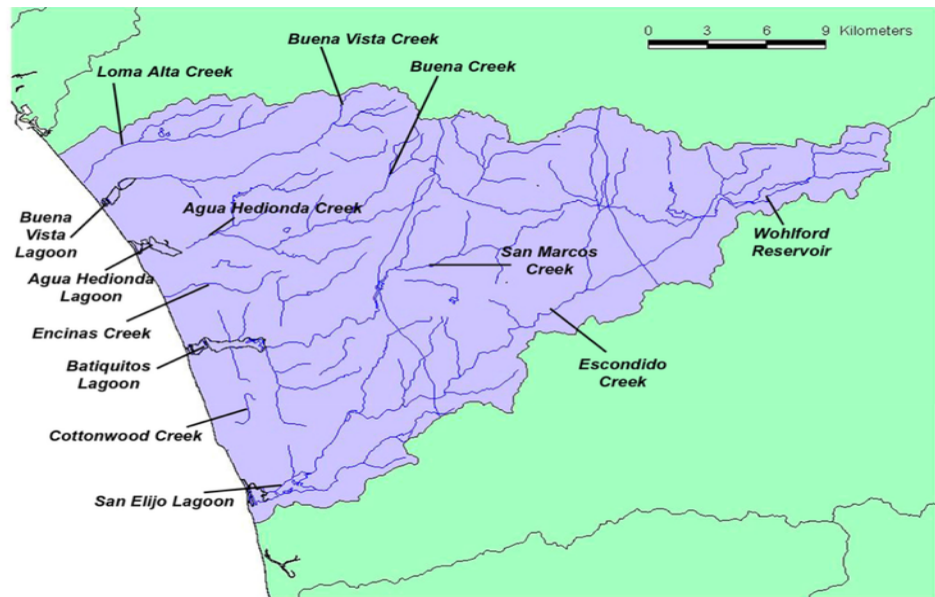 0 3 6 9 Kilometers
Buena Vista Creek
Loma Alta Creek
Buena Creek
Agua Hedionda Creek
Buena
Vista
Lagoon
Wohlford
Reservoir
San Marcos
Creek
Agua Hedionda
Lagoon
Encinas Creek
Batiquitos
Lagoon
Escondido
Creek
Cottonwood Creek
San Elijo Lagoon